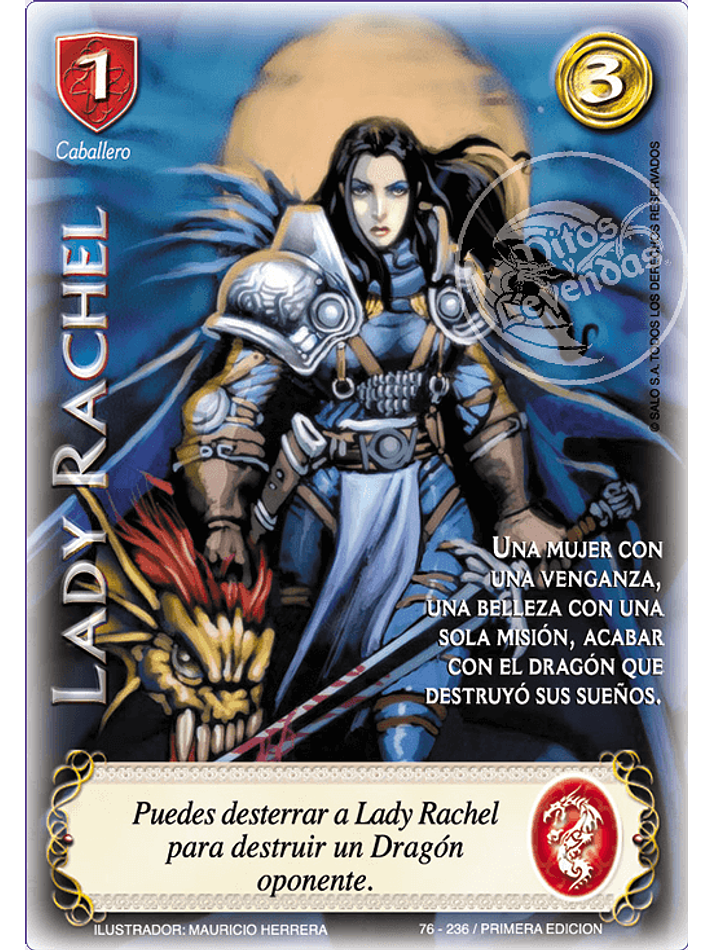 1
3
Caballero
LADY RACHEL
Mitos
y
Leyendas
© SALO S.A. TODOS LOS DERECHOS RESERVADOS
UNA MUJER CON
UNA VENGANZA,
UNA BELLEZA CON UNA
SOLA MISIÓN, ACABAR
CON EL DRAGÓN QUE
DESTRUYÓ SUS SUEÑOS.
Puedes desterrar a Lady Rachel
para destruir un Dragón
oponente.
ILUSTRADOR: MAURICIO HERRERA
76 - 236 / PRIMERA EDICION